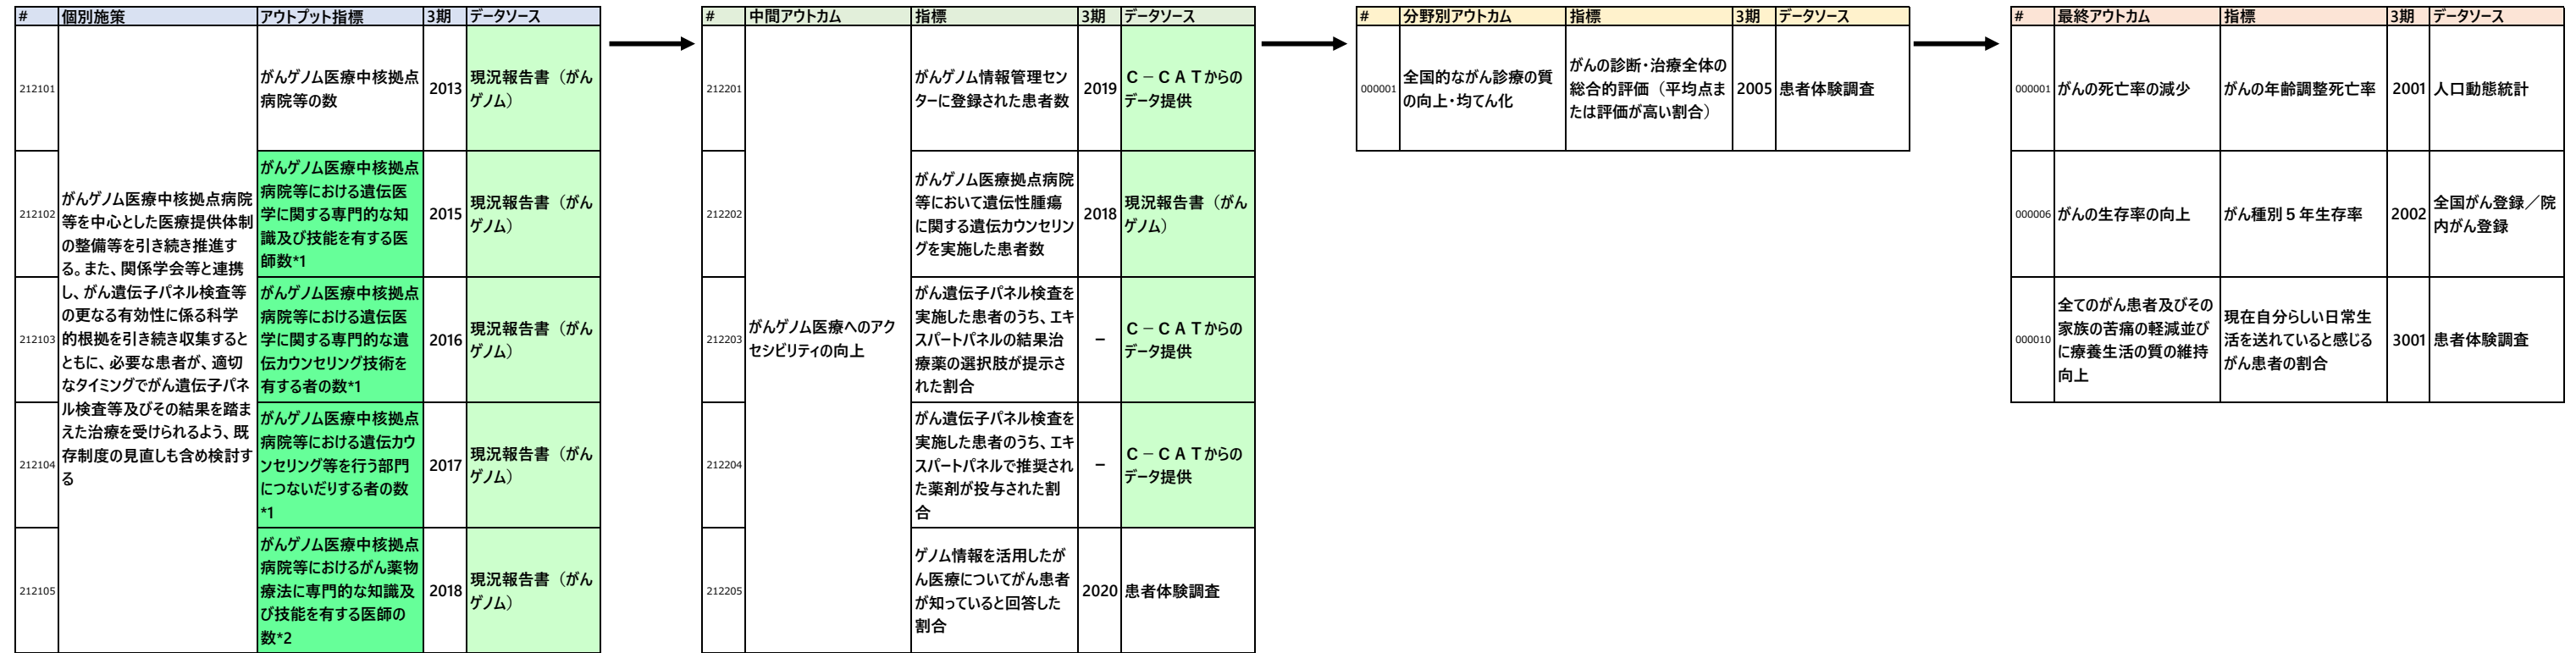 # 個別施策 アウトプット指標 3期 データソース
212101
がんゲノム医療中核拠点病院
等を中心とした医療提供体制
の整備等を引き続き推進す
る。また、関係学会等と連携
し、がん遺伝子パネル検査等
の更なる有効性に係る科学
的根拠を引き続き収集すると
ともに、必要な患者が、適切
なタイミングでがん遺伝子パネ
ル検査等及びその結果を踏ま
えた治療を受けられるよう、既
存制度の見直しも含め検討す
る
がんゲノム医療中核拠点
病院等の数
2013
現況報告書（がん
ゲノム）
212102
がんゲノム医療中核拠点
病院等における遺伝医
学に関する専門的な知
識及び技能を有する医
師数*1
2015
現況報告書（がん
ゲノム）
212103
がんゲノム医療中核拠点
病院等における遺伝医
学に関する専門的な遺
伝カウンセリング技術を
有する者の数*1
2016
現況報告書（がん
ゲノム）
212104
がんゲノム医療中核拠点
病院等における遺伝カウ
ンセリング等を行う部門
につないだりする者の数
*1
2017
現況報告書（がん
ゲノム）
212105
がんゲノム医療中核拠点
病院等におけるがん薬物
療法に専門的な知識及
び技能を有する医師の
数*2
2018
現況報告書（がん
ゲノム）
# 中間アウトカム 指標 3期 データソース
212201
がんゲノム医療へのアク
セシビリティの向上
がんゲノム情報管理セン
ターに登録された患者数
2019
Ｃ－ＣＡＴからの
データ提供
212202
がんゲノム医療拠点病院
等において遺伝性腫瘍
に関する遺伝カウンセリン
グを実施した患者数
2018
現況報告書（がん
ゲノム）
212203
がん遺伝子パネル検査を
実施した患者のうち、エキ
スパートパネルの結果治
療薬の選択肢が提示さ
れた割合
－
Ｃ－ＣＡＴからの
データ提供
212204
がん遺伝子パネル検査を
実施した患者のうち、エキ
スパートパネルで推奨され
た薬剤が投与された割
合
－
Ｃ－ＣＡＴからの
データ提供
212205
ゲノム情報を活用したが
ん医療についてがん患者
が知っていると回答した
割合
2020
患者体験調査
# 分野別アウトカム 指標 3期 データソース
000001
全国的ながん診療の質
の向上・均てん化
がんの診断・治療全体の
総合的評価（平均点ま
たは評価が高い割合）
2005
患者体験調査
# 最終アウトカム 指標 3期 データソース
000001
がんの死亡率の減少
がんの年齢調整死亡率
2001
人口動態統計
000006
がんの生存率の向上
がん種別５年生存率
2002
全国がん登録／院
内がん登録
000010
全てのがん患者及びその
家族の苦痛の軽減並び
に療養生活の質の維持
向上
現在自分らしい日常生
活を送れていると感じる
がん患者の割合
3001
患者体験調査